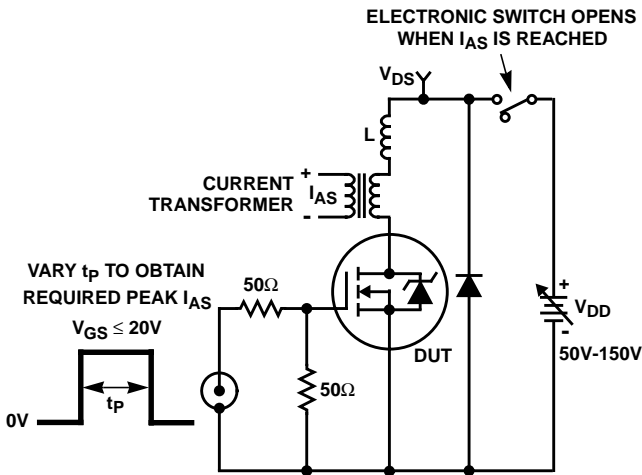 ELECTRONIC SWITCH OPENS
WHEN IAS IS REACHED
VDS
L
+
CURRENT
TRANSFORMER
IAS
-
VARY tP TO OBTAIN
REQUIRED PEAK IAS
50Ω
VGS ≤ 20V
DUT
+
VDD
-
50V-150V
50Ω
0V
tP